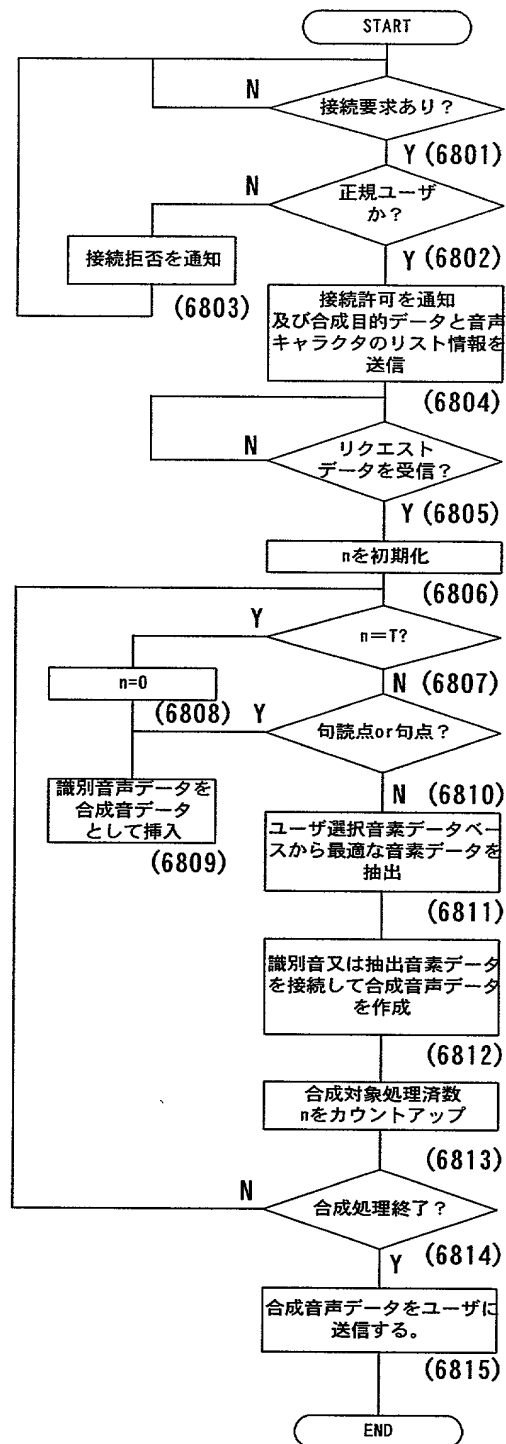 START
接続要求あり？
N
Y (6801)
正規ユーザ
か？
N
Y (6802)
接続拒否を通知
(6803)
接続許可を通知
及び合成目的データと音声
キャラクタのリスト情報を
送信
(6804)
リクエスト
データを受信？
N
Y (6805)
nを初期化
(6806)
n＝T?
Y
N (6807)
n=0
(6808)
句読点or句点？
Y
N (6810)
識別音声データを
合成音データ
として挿入
(6809)
ユーザ選択音素データベー
スから最適な音素データを
抽出
(6811)
識別音又は抽出音素データ
を接続して合成音声データ
を作成
(6812)
合成対象処理済数
nをカウントアップ
(6813)
合成処理終了？
N
Y (6814)
合成音声データをユーザに
送信する。
(6815)
END